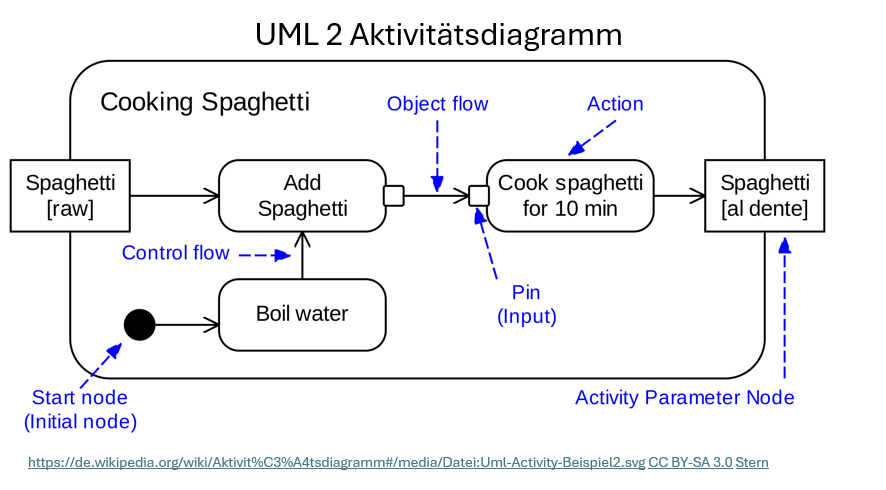 UML 2 Aktivitätsdiagramm
Cooking Spaghetti
Object flow
Action
Spaghetti
[raw]
Add
Spaghetti
Cook spaghetti
for 10 min
Spaghetti
[al dente]
Control flow
Boil water
Pin
(Input)
Start node
(Initial node)
Activity Parameter Node
https://de.wikipedia.org/wiki/Aktivit%C3%A4tsdiagramm#/media/Datei:Uml-Activity-Beispiel2.svg CC BY-SA 3.0 Stern